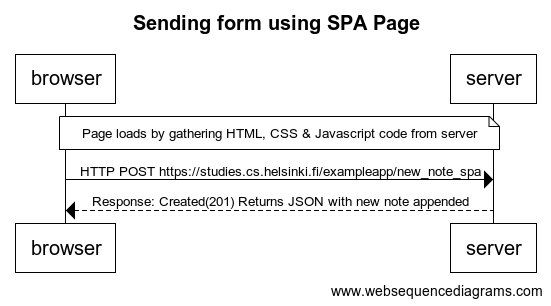 Sending form using SPA Page
browser server
Page loads by gathering HTML, CSS & Javascript code from server
HTTP POST https://studies.cs.helsinki.fi/exampleapp/new_note_spa
Response: Created(201) Returns JSON with new note appended
browser server
www.websequencediagrams.com